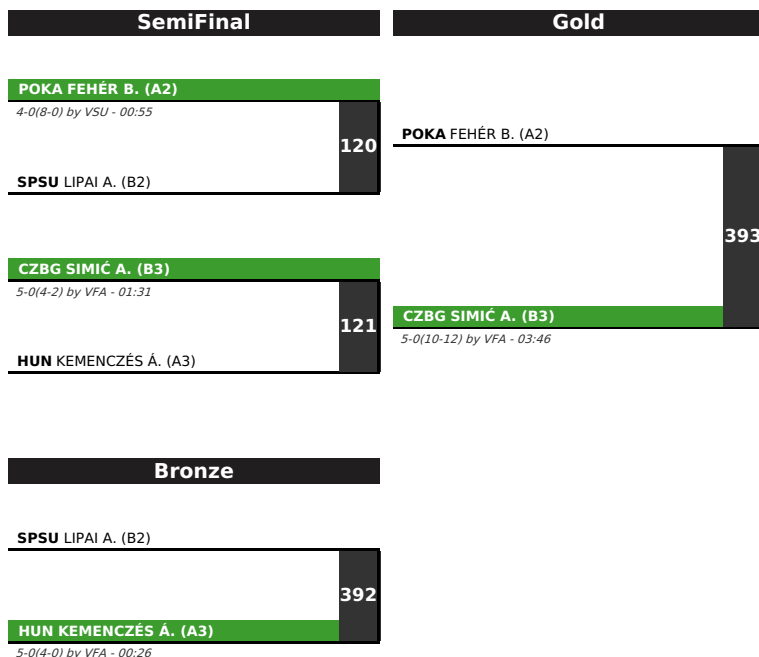 SemiFinal
POKA FEHÉR B. (A2)
4-0(8-0) by VSU - 00:55
120
SPSU LIPAI A. (B2)
CZBG SIMIĆ A. (B3)
5-0(4-2) by VFA - 01:31
121
HUN KEMENCZÉS Á. (A3)
Gold
POKA FEHÉR B. (A2)
393
CZBG SIMIĆ A. (B3)
5-0(10-12) by VFA - 03:46
Bronze
SPSU LIPAI A. (B2)
392
HUN KEMENCZÉS Á. (A3)
5-0(4-0) by VFA - 00:26